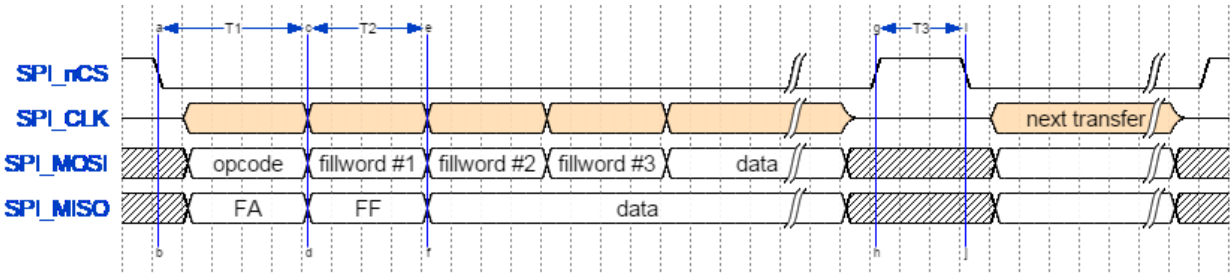 a T1 c T2 e g T3 i
SPI_nCS
SPI_CLK next transfer
SPI_MOSI opcode fillword #1 fillword #2 fillword #3 data
SPI_MISO FA FF data
b d f h j